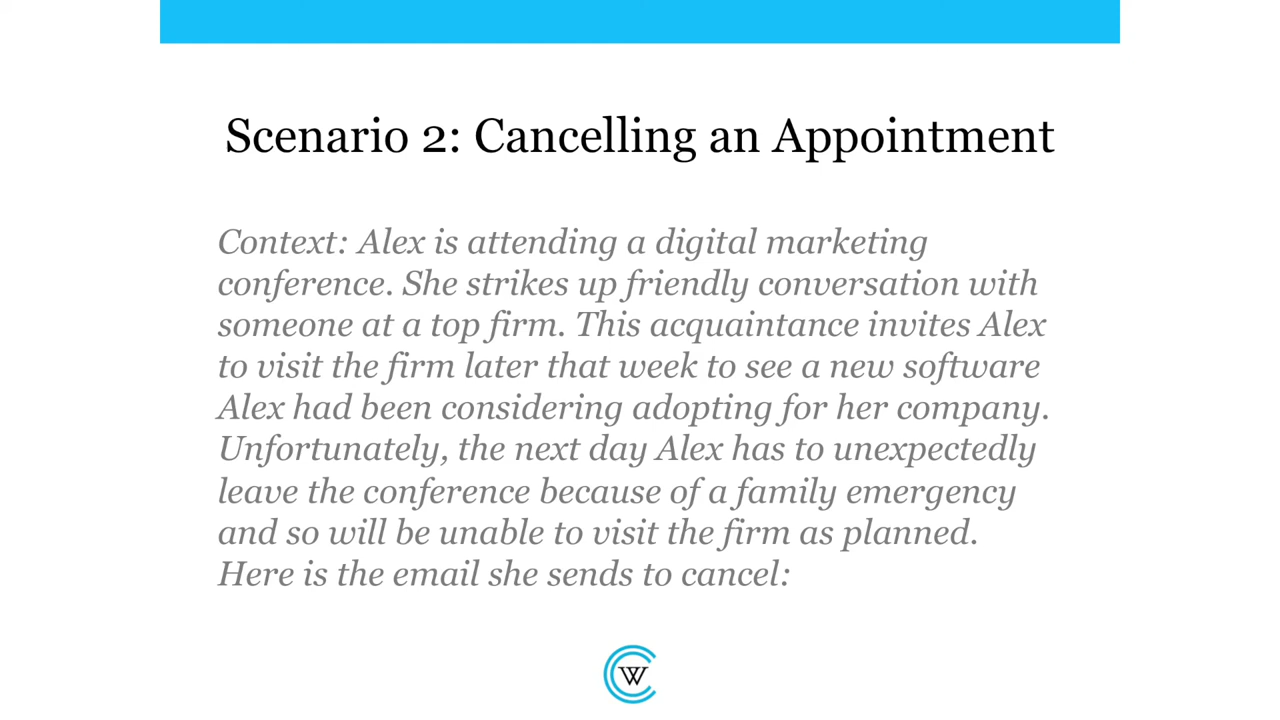 Scenario 2: Cancelling an Appointment
Context: Alex is attending a digital marketing
conference. She strikes up friendly conversation with
someone at a top firm. This acquaintance invites Alex
to visit the firm later that week to see a new software
Alex had been considering adopting for her company.
Unfortunately, the next day Alex has to unexpectedly
leave the conference because of a family emergency
and so will be unable to visit the firm as planned.
Here is the email she sends to cancel:
W